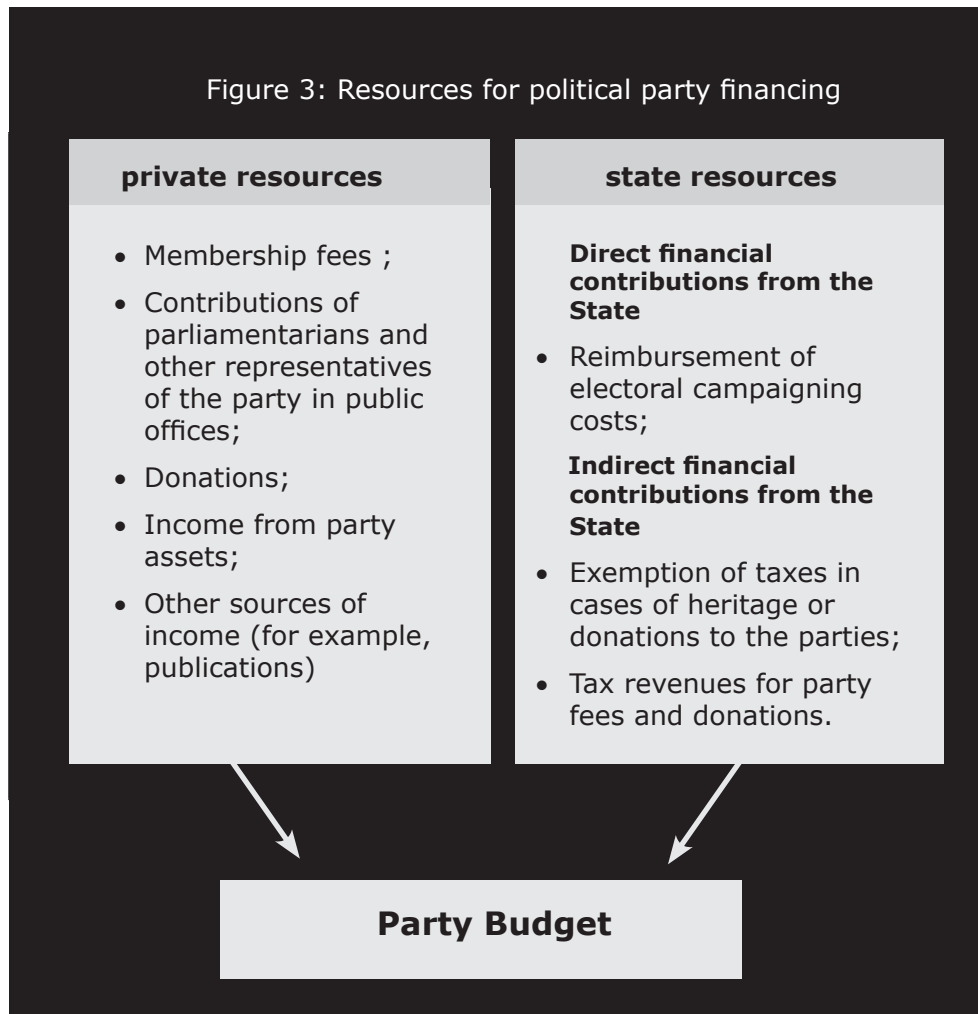 Figure 3: Resources for political party financing
private resources
• Membership fees ;
• Contributions of
parliamentarians and
other representatives
of the party in public
offices;
• Donations;
• Income from party
assets;
• Other sources of
income (for example,
publications)
state resources
Direct financial
contributions from the
State
• Reimbursement of
electoral campaigning
costs;
Indirect financial
contributions from the
State
• Exemption of taxes in
cases of heritage or
donations to the parties;
• Tax revenues for party
fees and donations.
Party Budget